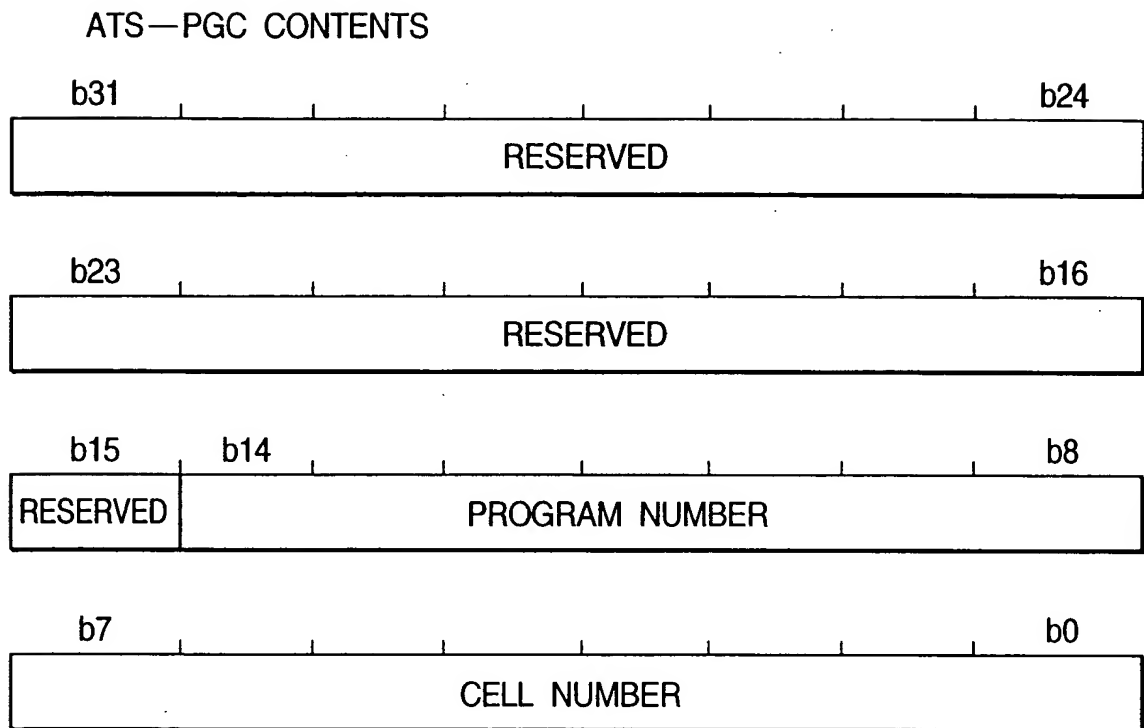 ATS—PGC CONTENTS
b31 b24
RESERVED
b23 b16
RESERVED
b15 b14 b8
RESERVED PROGRAM NUMBER
b7 b0
CELL NUMBER